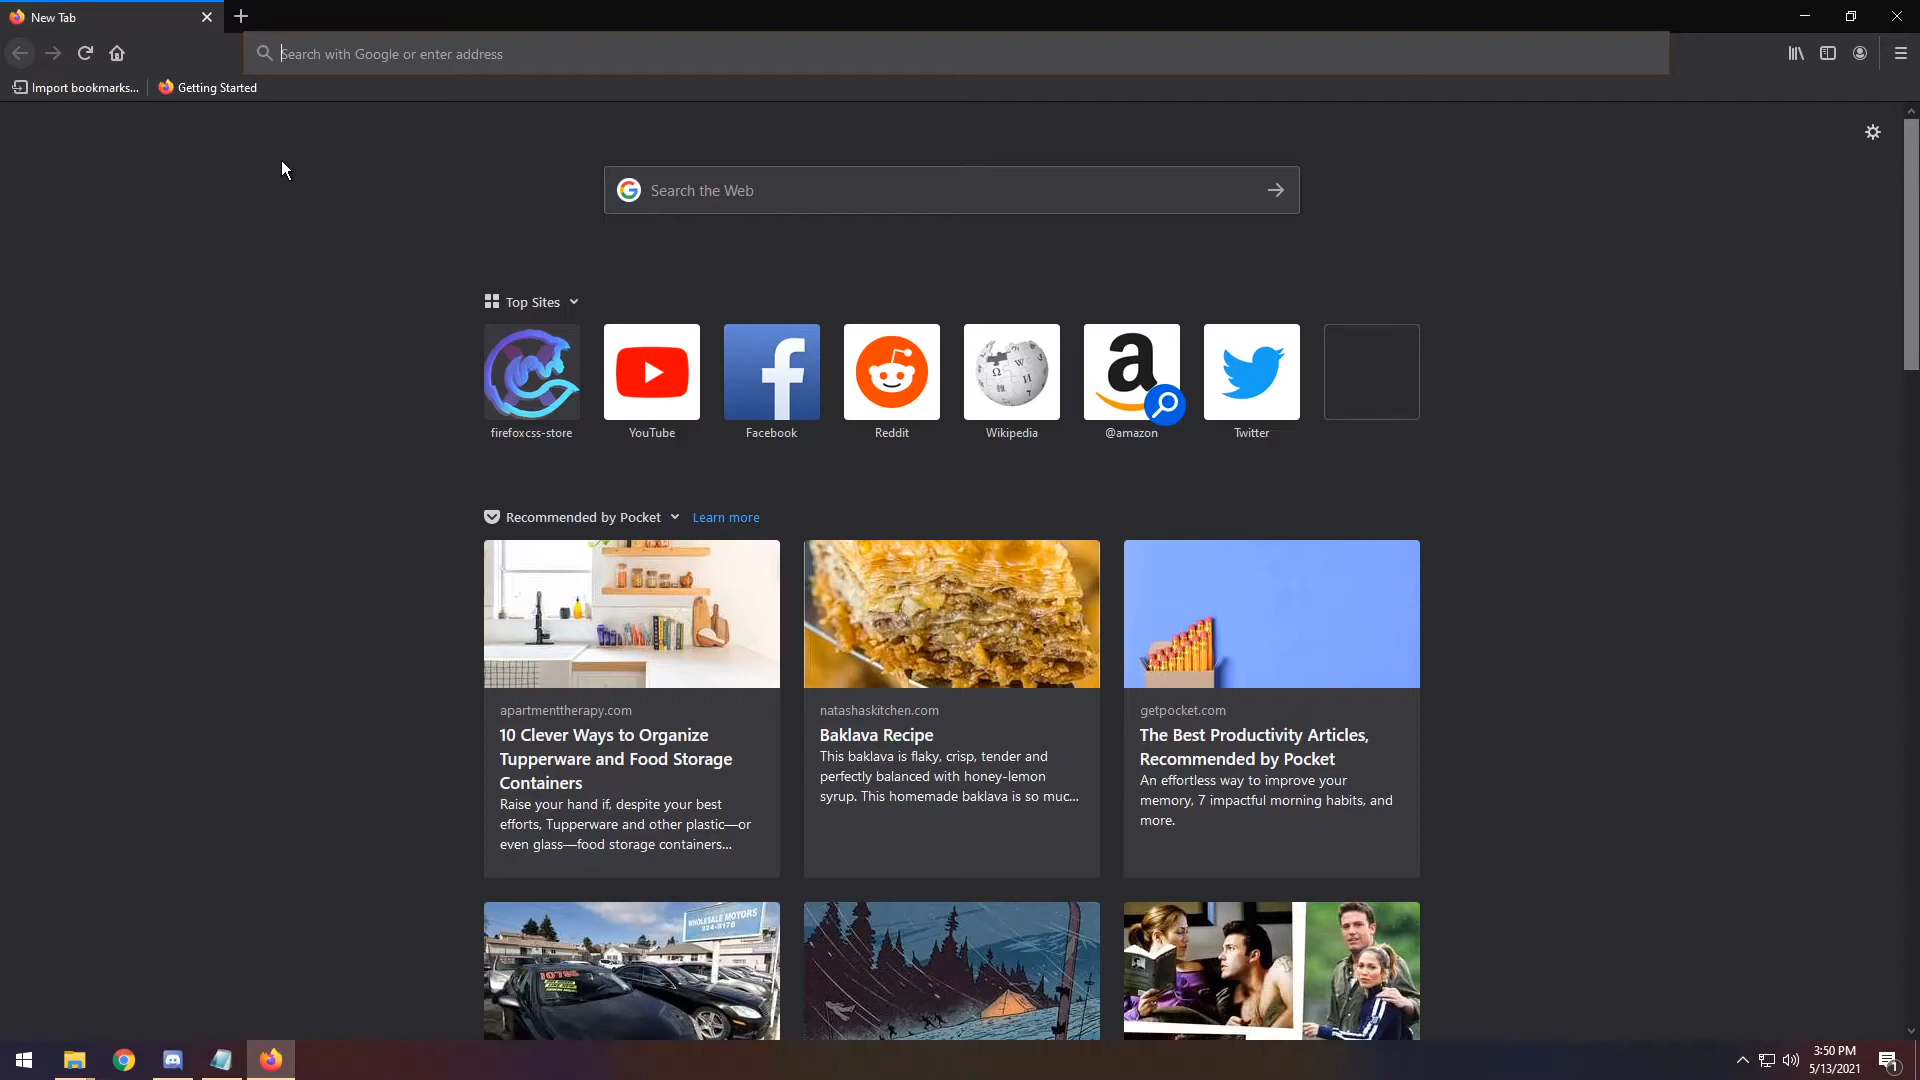 New Tab
Search with Google or enter address
Import bookmarks...
Getting Started
Search the Web
Top Sites
firefoxcss-store
YouTube
Facebook
Reddit
Wikipedia
@amazon
Twitter
Recommended by Pocket
Learn more
apartmenttherapy.com
10 Clever Ways to Organize
Tupperware and Food Storage
Containers
Raise your hand if, despite your best
efforts, Tupperware and other plastic—or
even glass—food storage containers...
natashaskitchen.com
Baklava Recipe
This baklava is flaky, crisp, tender and
perfectly balanced with honey-lemon
syrup. This homemade baklava is so muc...
getpocket.com
The Best Productivity Articles,
Recommended by Pocket
An effortless way to improve your
memory, 7 impactful morning habits, and
more.
WHOLESALE MOTORS
524-8178
3:50 PM
5/13/2021
1